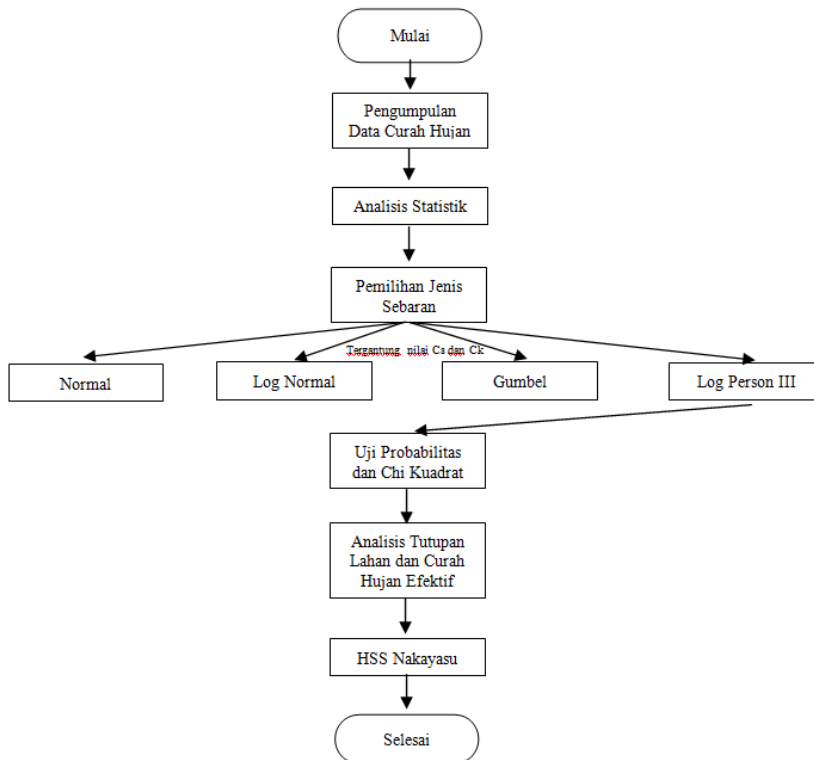 Mulai
Pengumpulan
Data Curah Hujan
Analisis Statistik
Pemilihan Jenis
Sebaran
Tergantung nilai Cs dan Ck
Normal
Log Normal
Gumbel
Log Person III
Uji Probabilitas
dan Chi Kuadrat
Analisis Tutupan
Lahan dan Curah
Hujan Efektif
HSS Nakayasu
Selesai